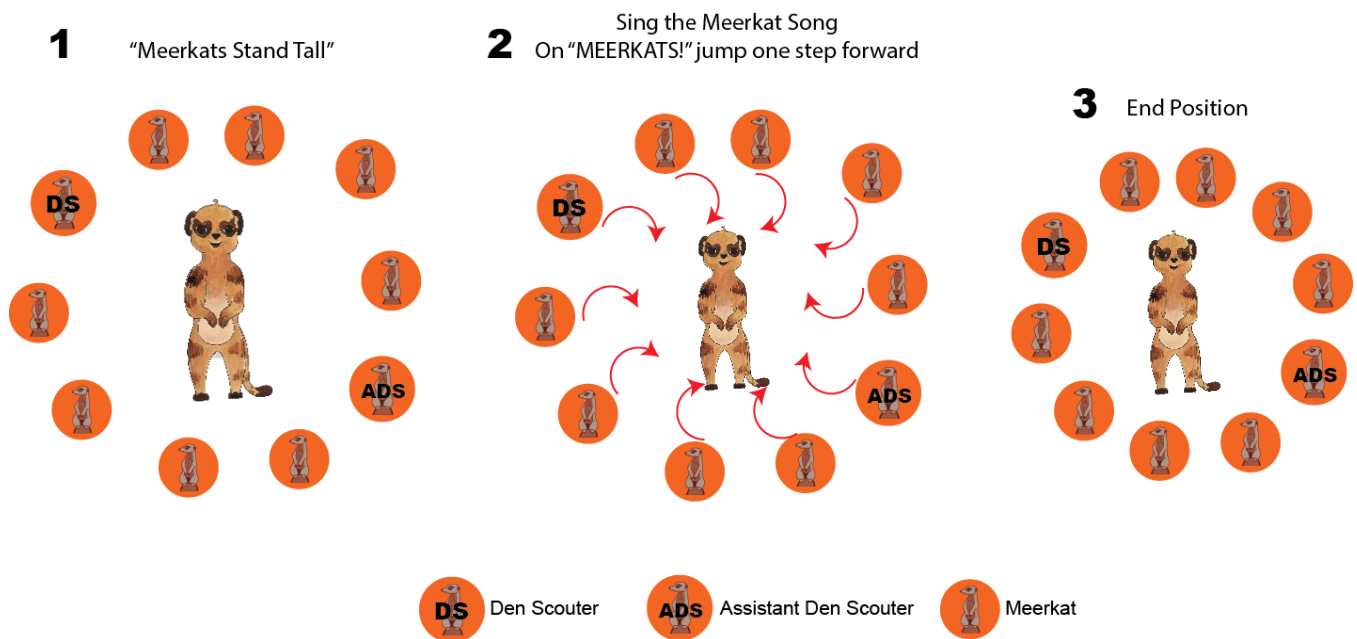 1 “Meerkats Stand Tall”
2 Sing the Meerkat Song
On “MEERKATS!” jump one step forward
3 End Position
DS
ADS
DS
ADS
DS
ADS
DS Den Scouter
ADS Assistant Den Scouter
Meerkat